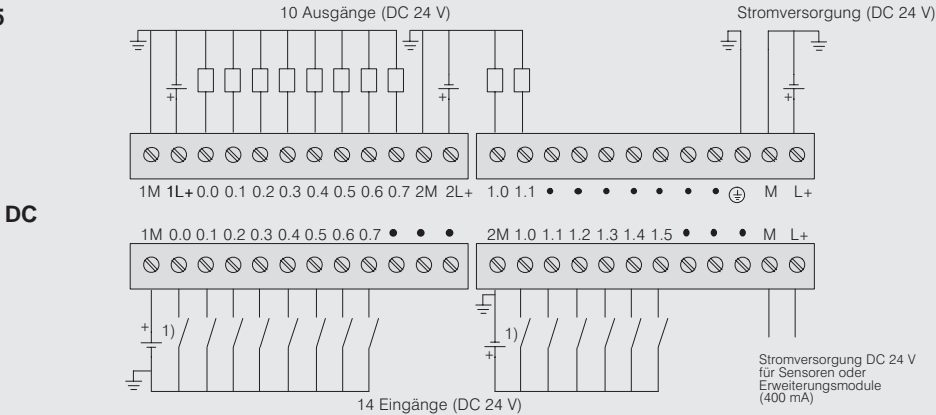 5
10 Ausgänge (DC 24 V)
Stromversorgung (DC 24 V)
+
+
+
1M 1L+ 0.0 0.1 0.2 0.3 0.4 0.5 0.6 0.7 2M 2L+
1.0 1.1 • • • • • • • M L+
DC
1M 0.0 0.1 0.2 0.3 0.4 0.5 0.6 0.7 • • •
2M 1.0 1.1 1.2 1.3 1.4 1.5 • • • M L+
+ 1)
1)
+
Stromversorgung DC 24 V
für Sensoren oder
Erweiterungsmodule
(400 mA)
14 Eingänge (DC 24 V)